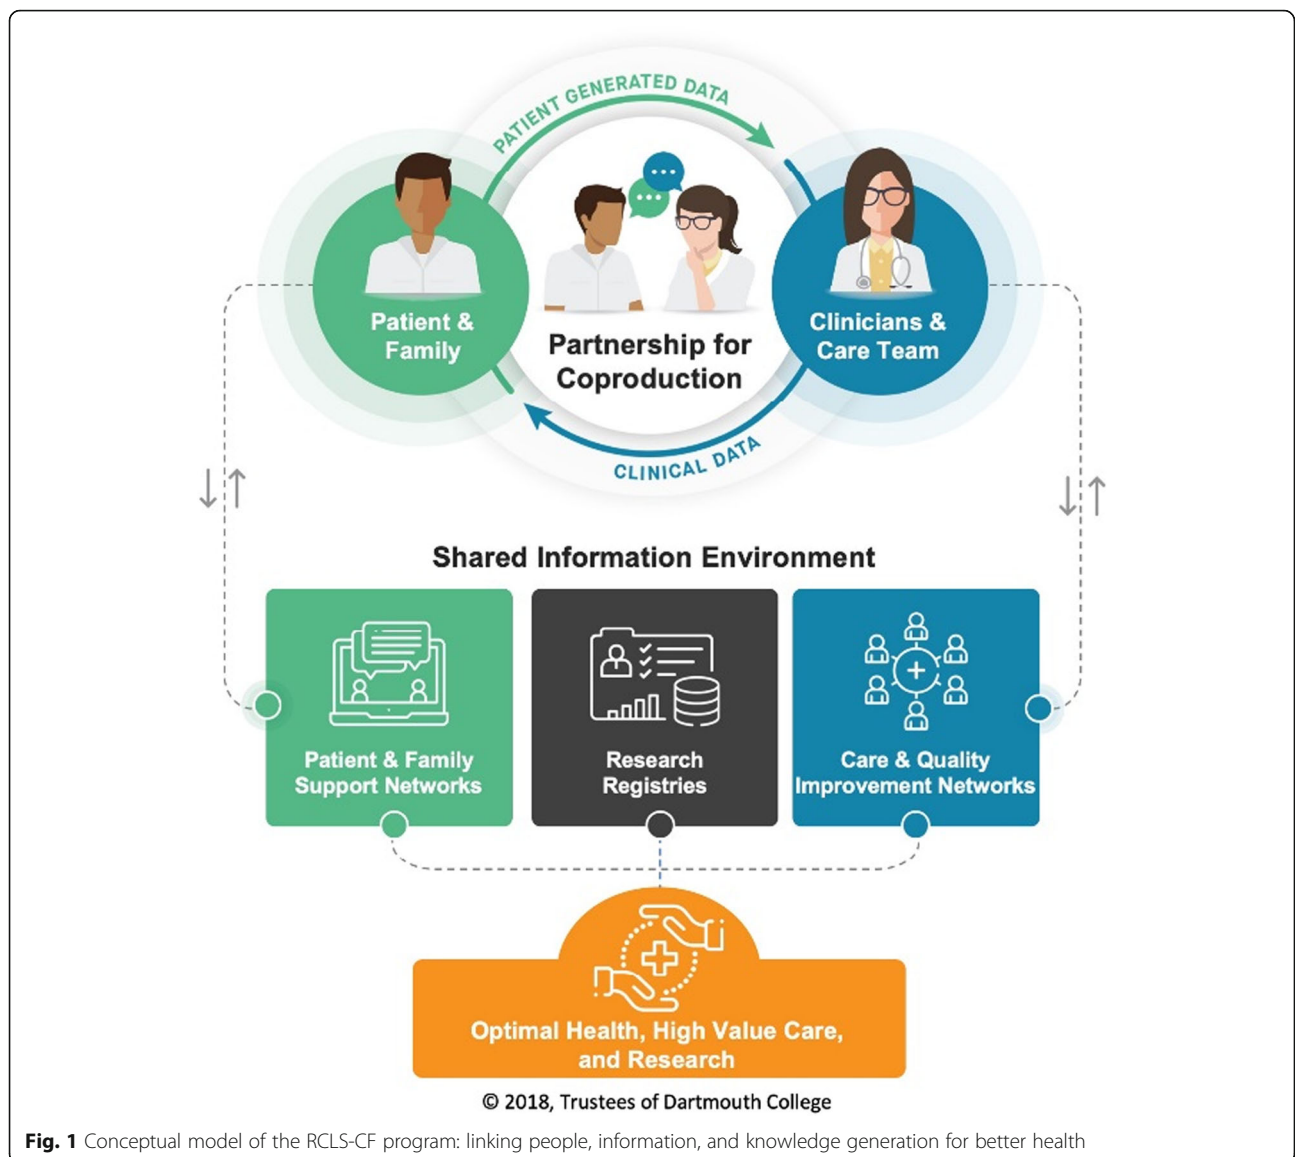 PATIENT GENERATED DATA
Patient &
Family
Partnership for
Coproduction
Clinicians &
Care Team
CLINICAL DATA
Shared Information Environment
Patient & Family
Support Networks
Research
Registries
Care & Quality
Improvement Networks
Optimal Health, High Value Care,
and Research
© 2018, Trustees of Dartmouth College
Fig. 1 Conceptual model of the RCLS-CF program: linking people, information, and knowledge generation for better health